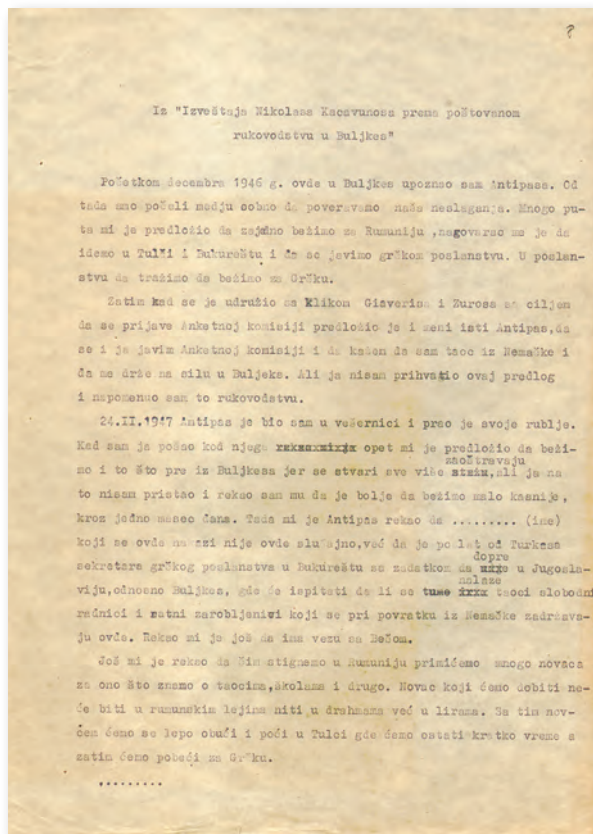 ?
Iz "Izveštaja Nikolasa Kacavunosa prema poštovanom
rukovodstvu u Buljkes"
Početkom decembra 1946 g. ovde u Buljkes upoznao sam Antipasa. Od
tada smo počeli medju sobno da poveravamo naša neslaganja. Mnogo pu-
ta mi je predložio da zajedno bežimo za Rumuniju ,nagovarao me je da
idemo u Tulči i Bukureštu i da se javimo grčkom poslanstvu. U poslan-
stvu da tražimo da bežimo za Grčku.
Zatim kad se je udružio sa klikom Giaverisa i Zurosa sa ciljem
da se prijave Anketnoj komisiji predložio je i meni isti Antipas,da
se i ja javim Anketnoj komisiji i da kažem da sam taoc iz Nemačke i
da me drže na silu u Buljeks. Ali ja nisam prihvatio ovaj predlog
i napomenuo sam to rukovodstvu.
24.II.1947 Antipas je bio sam u vešernici i prao je svoje rublje.
Kad sam ja pošao kod njega opet mi je predložio da beži-
mo i to što pre iz Buljkesa jer se stvari sve više zaoštravaju ,ali ja na
to nisam pristao i rekao sam mu da je bolje da bežimo malo kasnije,
kroz jedno mesec dana. Tada mi je Antipas rekao da ......... (ime)
koji se ovde nalazi nije ovde slučajno,već da je poslat od Turkasa
sekretara grčkog poslanstva u Bukureštu sa zadatkom da dopre u Jugosla-
viju,odnosno Buljkes, gde će ispitati da li se nalaze taoci slobodni
radnici i ratni zarobljenici koji se pri povratku iz Nemačke zadržava-
ju ovde. Rekao mi je još da ima vezu sa Bečom.
Još mi je rekao da čim stignemo u Rumuniju primićemo mnogo novaca
za ono što znamo o taocima,školama i drugo. Novac koji ćemo dobiti ne-
će biti u rumunskim lejima niti u drahmama već u lirama. Sa tim nov-
cem ćemo se lepo obući i poći u Tulči gde ćemo ostati kratko vreme a
zatim ćemo pobeći za Grčku.
.........